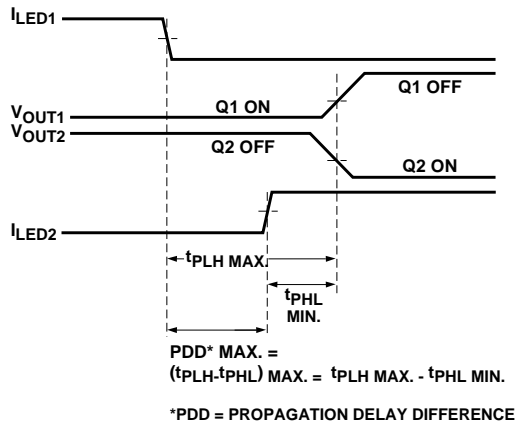 ILED1
Q1 OFF
VOUT1
Q1 ON
VOUT2
Q2 OFF
Q2 ON
ILED2
tPLH MAX.
tPHL
MIN.
PDD* MAX. =
(tPLH-tPHL) MAX. = tPLH MAX. - tPHL MIN.
*PDD = PROPAGATION DELAY DIFFERENCE